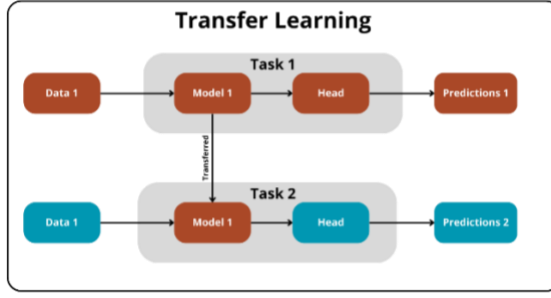 Transfer Learning
Task 1
Data 1
Model 1
Head
Predictions 1
Transferred
Task 2
Data 1
Model 1
Head
Predictions 2